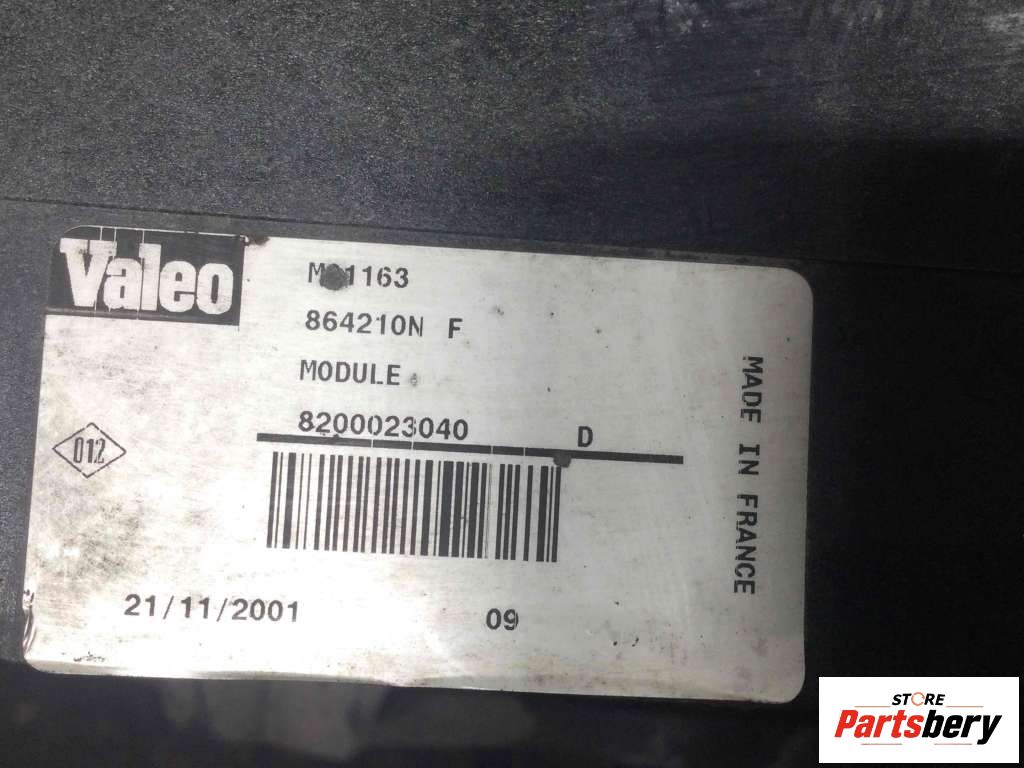 Valeo
864210N F
MODULE
8200023040 D
012
MADE IN FRANCE
21/11/2001 09
STORE
Partsbery